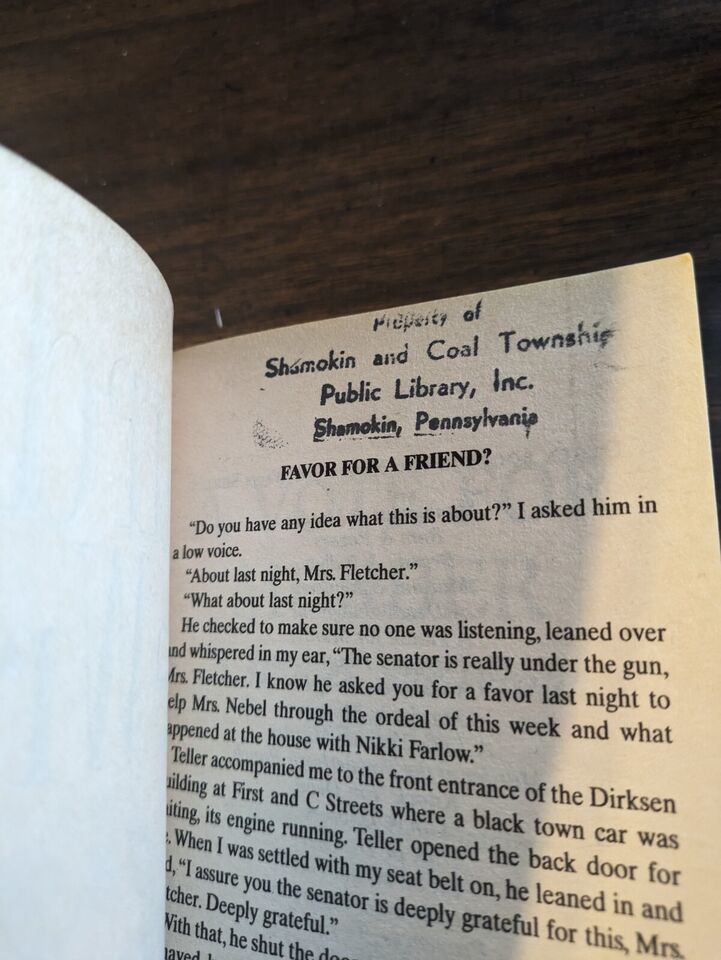 Property of
Shamokin and Coal Township
Public Library, Inc.
Shamokin, Pennsylvania
FAVOR FOR A FRIEND?
“Do you have any idea what this is about?” I asked him in
a low voice.
“About last night, Mrs. Fletcher.”
“What about last night?”
He checked to make sure no one was listening, leaned over
and whispered in my ear, “The senator is really under the gun,
Mrs. Fletcher. I know he asked you for a favor last night to
elp Mrs. Nebel through the ordeal of this week and what
appened at the house with Nikki Farlow.”
Teller accompanied me to the front entrance of the Dirksen
uilding at First and C Streets where a black town car was
iting, its engine running. Teller opened the back door for
. When I was settled with my seat belt on, he leaned in and
d, “I assure you the senator is deeply grateful for this, Mrs.
tcher. Deeply grateful.”
With that, he shut the